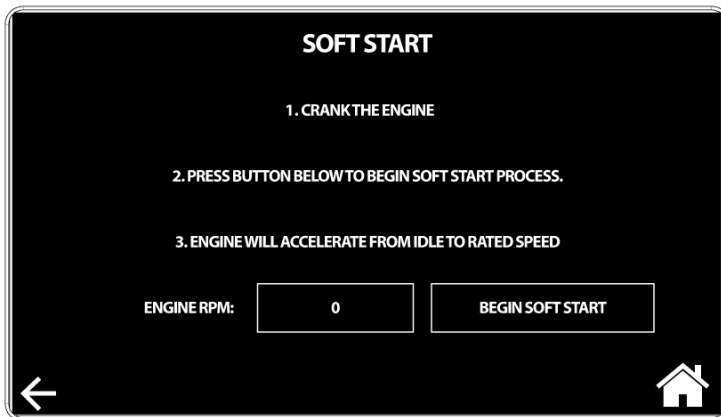 SOFT START
1. CRANK THE ENGINE
2. PRESS BUTTON BELOW TO BEGIN SOFT START PROCESS.
3. ENGINE WILL ACCELERATE FROM IDLE TO RATED SPEED
ENGINE RPM: 0 BEGIN SOFT START